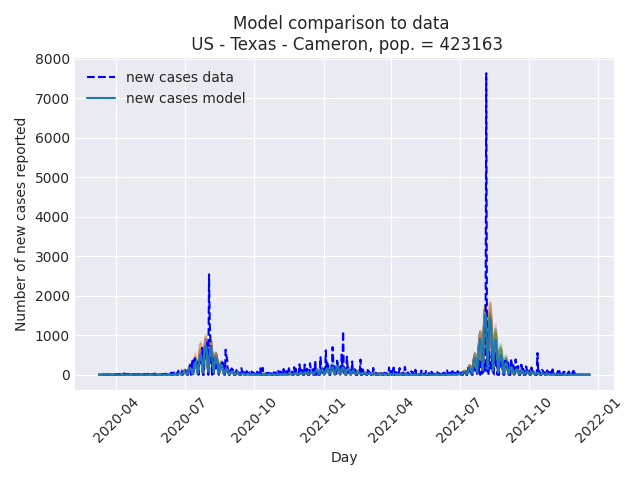 Model comparison to data
US - Texas - Cameron, pop. = 423163
new cases data
new cases model
Number of new cases reported
8000
7000
6000
5000
4000
3000
2000
1000
0
2020-04
2020-07
2020-10
2021-01
2021-04
2021-07
2021-10
2022-01
Day